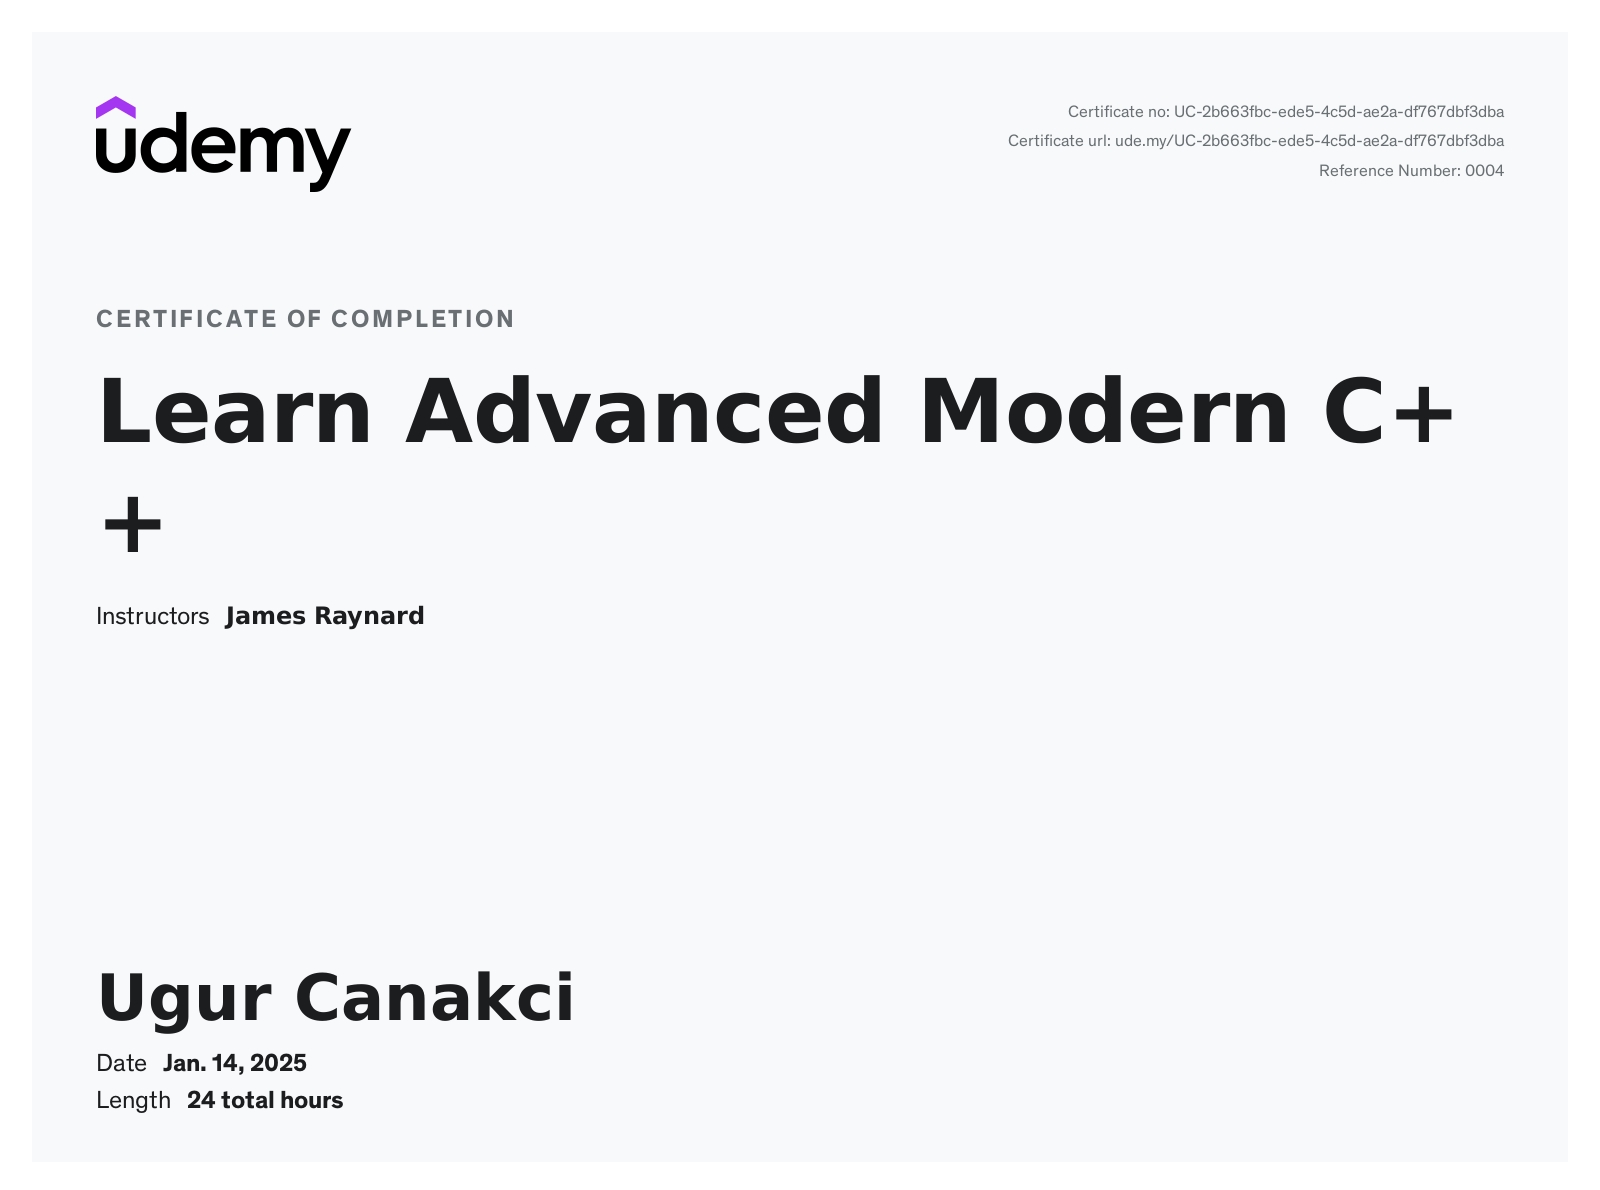 udemy
Certificate no: UC-2b663fbc-ede5-4c5d-ae2a-df767dbf3dba
Certificate url: ude.my/UC-2b663fbc-ede5-4c5d-ae2a-df767dbf3dba
Reference Number: 0004
CERTIFICATE OF COMPLETION
Learn Advanced Modern C+
+
Instructors James Raynard
Ugur Canakci
Date Jan. 14, 2025
Length 24 total hours